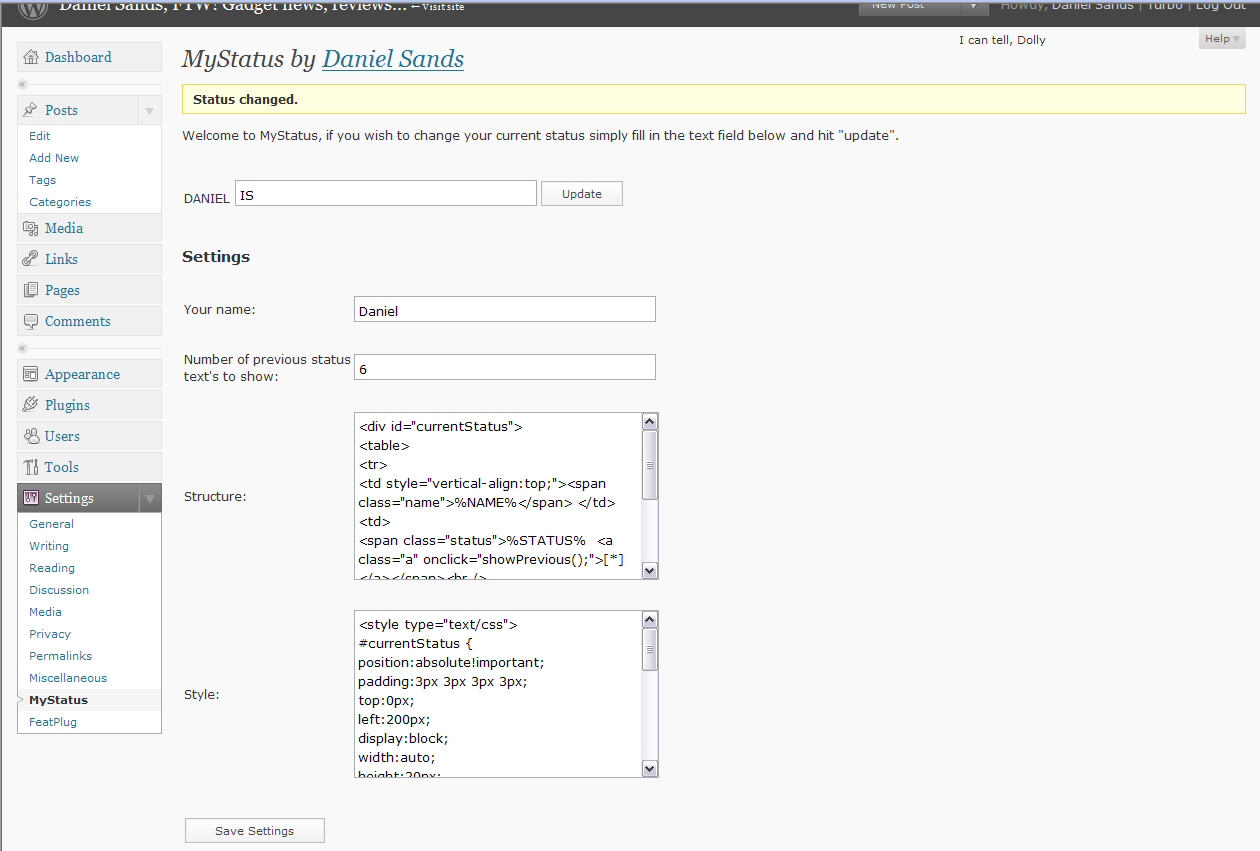 Daniel Sands, FTW! Gadget news, reviews... ←Visit site
New Post
Howdy, Daniel Sands | Turbo | Log Out
I can tell, Dolly
Help
Dashboard
Posts
Edit
Add New
Tags
Categories
Media
Links
Pages
Comments
Appearance
Plugins
Users
Tools
Settings
General
Writing
Reading
Discussion
Media
Privacy
Permalinks
Miscellaneous
MyStatus
FeatPlug
MyStatus by Daniel Sands
Status changed.
Welcome to MyStatus, if you wish to change your current status simply fill in the text field below and hit "update".
DANIEL IS Update
Settings
Your name: Daniel
Number of previous status
text's to show: 6
Structure:
<div id="currentStatus">
<table>
<tr>
<td style="vertical-align:top;"><span
class="name">%NAME%</span> </td>
<td>
<span class="status">%STATUS%  <a
class="a" onclick="showPrevious();">[*]
</a></span><br />
Style:
<style type="text/css">
#currentStatus {
position:absolute!important;
padding:3px 3px 3px 3px;
top:0px;
left:200px;
display:block;
width:auto;
height:20px;
Save Settings